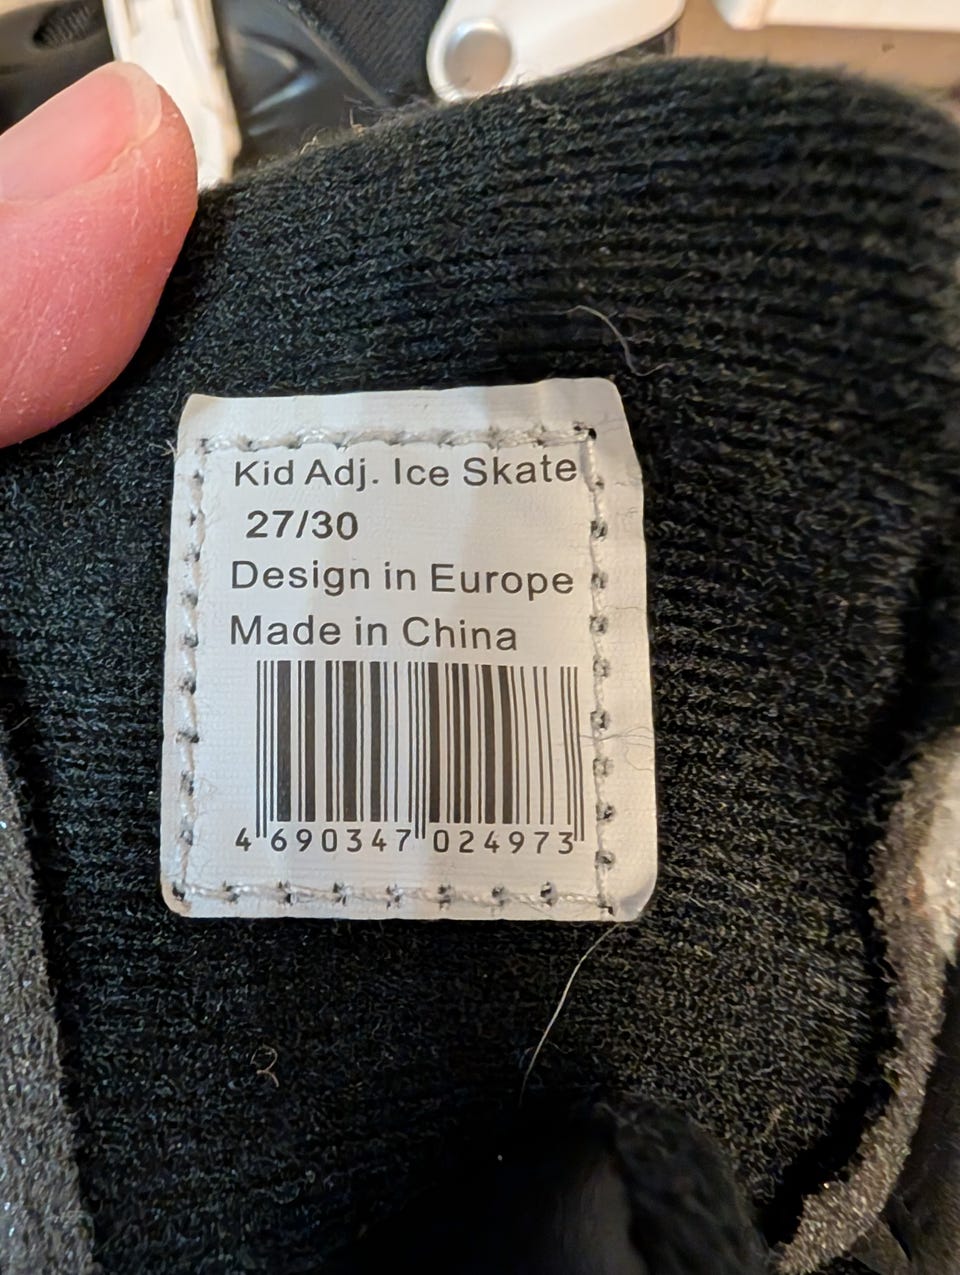 Kid Adj. Ice Skate
27/30
Design in Europe
Made in China
4 690347 024973